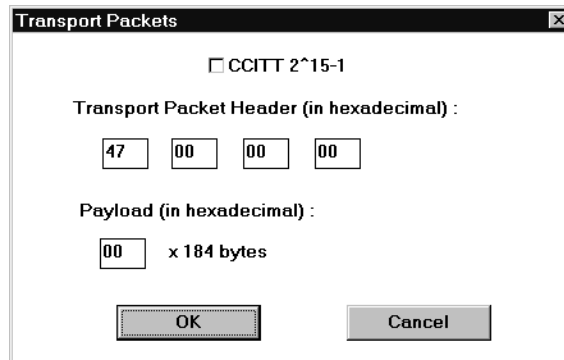 Transport Packets
CCITT 2^15-1
Transport Packet Header (in hexadecimal) :
47 00 00 00
Payload (in hexadecimal) :
00 x 184 bytes
OK Cancel